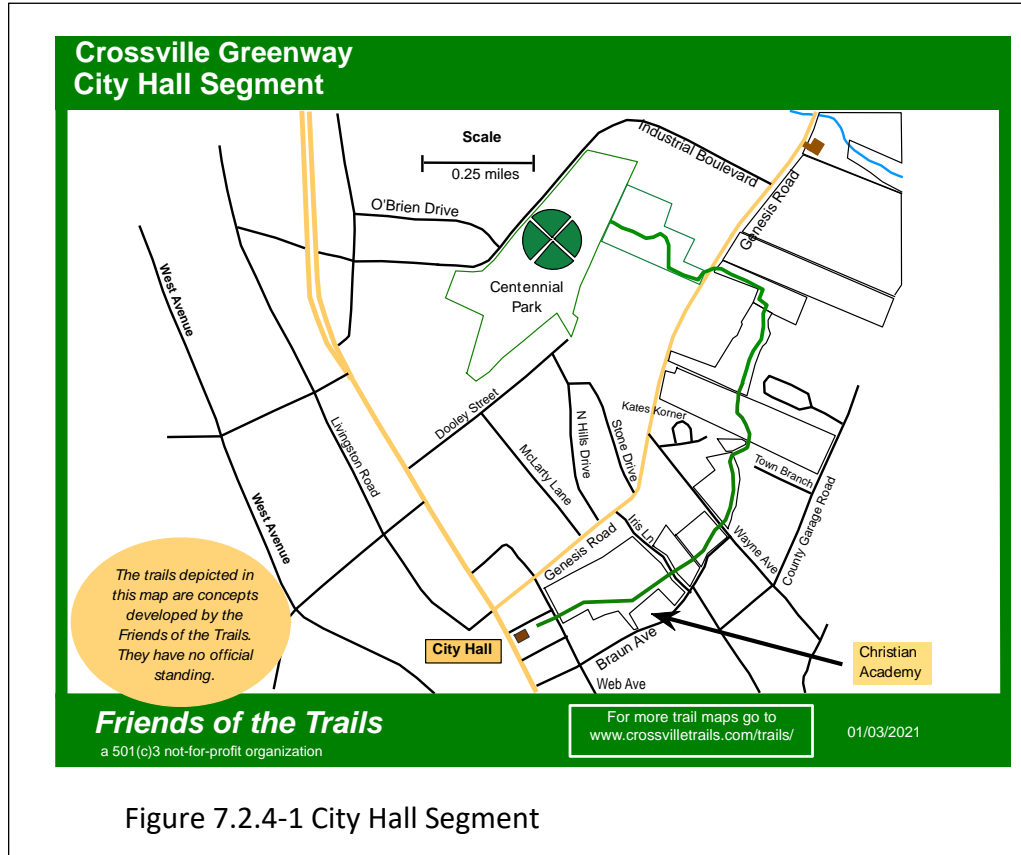 Crossville Greenway
City Hall Segment
Scale
0.25 miles
Industrial Boulevard
Genesis Road
O'Brien Drive
West Avenue
Centennial
Park
Dooley Street
Livingston Road
N Hills Drive
Stone Drive
Kates Korner
McLarty Lane
Town Branch
County Garage Road
West Avenue
Genesis Road
Iris Ln
Wayne Ave
The trails depicted in
this map are concepts
developed by the
Friends of the Trails.
They have no official
standing.
City Hall
Braun Ave
Web Ave
Christian
Academy
Friends of the Trails
a 501(c)3 not-for-profit organization
For more trail maps go to
www.crossvilletrails.com/trails/
01/03/2021
Figure 7.2.4-1 City Hall Segment